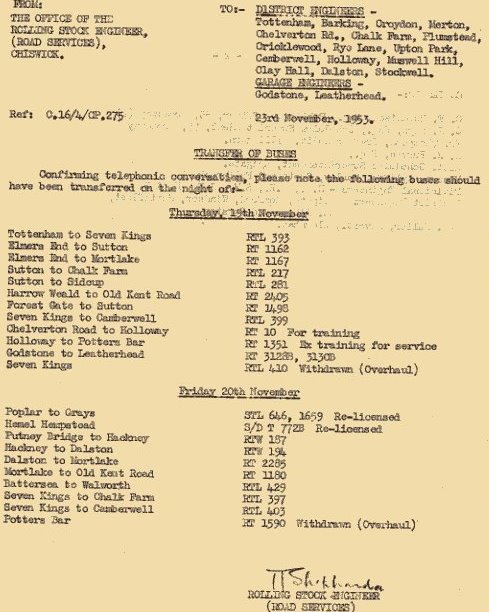 FROM:
THE OFFICE OF THE
ROLLING STOCK ENGINEER,
(ROAD SERVICES),
CHISWICK.
TO:- DISTRICT ENGINEERS -
Tottenham, Barking, Croydon, Merton,
Chelverton Rd., Chalk Farm, Plumstead,
Cricklewood, Rye Lane, Upton Park,
Camberwell, Holloway, Muswell Hill,
Clay Hall, Dalston, Stockwell.
GARAGE ENGINEERS -
Godstone, Leatherhead.
Ref: C.16/4/CP.275
23rd November, 1953.
TRANSFER OF BUSES
Confirming telephonic conversation, please note the following buses should
have been transferred on the night of:-
Thursday, 19th November
Tottenham to Seven Kings RTL 393
Elmers End to Sutton RT 1162
Elmers End to Mortlake RT 1167
Sutton to Chalk Farm RTL 217
Sutton to Sidcup RTL 281
Harrow Weald to Old Kent Road RT 2405
Forest Gate to Sutton RT 1498
Seven Kings to Camberwell RTL 399
Chelverton Road to Holloway RT 10 For training
Holloway to Potters Bar RT 1351 Ex training for service
Godstone to Leatherhead RT 3128B, 3130B
Seven Kings RTL 410 Withdrawn (Overhaul)
Friday 20th November
Poplar to Grays STL 646, 1659 Re-licensed
Hemel Hempstead S/D T 772B Re-licensed
Putney Bridge to Hackney RTW 187
Hackney to Dalston RTW 194
Dalston to Mortlake RT 2285
Mortlake to Old Kent Road RT 1180
Battersea to Walworth RTL 429
Seven Kings to Chalk Farm RTL 397
Seven Kings to Camberwell RTL 403
Potters Bar RT 1590 Withdrawn (Overhaul)
ROLLING STOCK ENGINEER
(ROAD SERVICES)